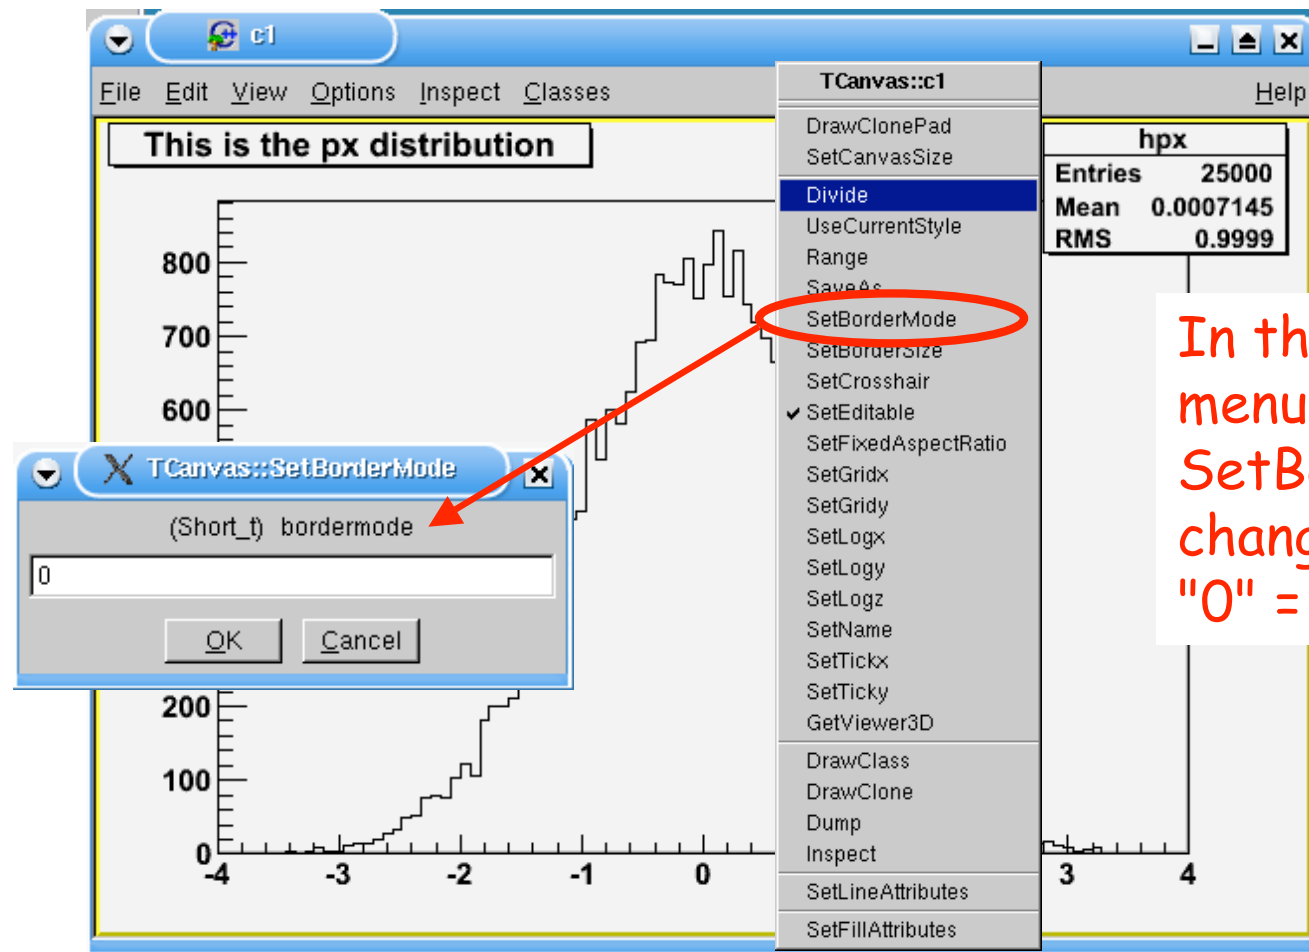 c1
File Edit View Options Inspect Classes Help
This is the px distribution
hpx
Entries 25000
Mean 0.0007145
RMS 0.9999
TCanvas::c1
DrawClonePad
SetCanvasSize
Divide
UseCurrentStyle
Range
SaveAs
SetBorderMode
SetBorderSize
SetCrosshair
SetEditable
SetFixedAspectRatio
SetGridx
SetGridy
SetLogx
SetLogy
SetLogz
SetName
SetTickx
SetTicky
GetViewer3D
DrawClass
DrawClone
Dump
Inspect
SetLineAttributes
SetFillAttributes
800
700
600
200
100
0
-4 -3 -2 -1 0 3 4
TCanvas::SetBorderMode
(Short_t) bordermode
0
OK Cancel
In
menu
"0" =